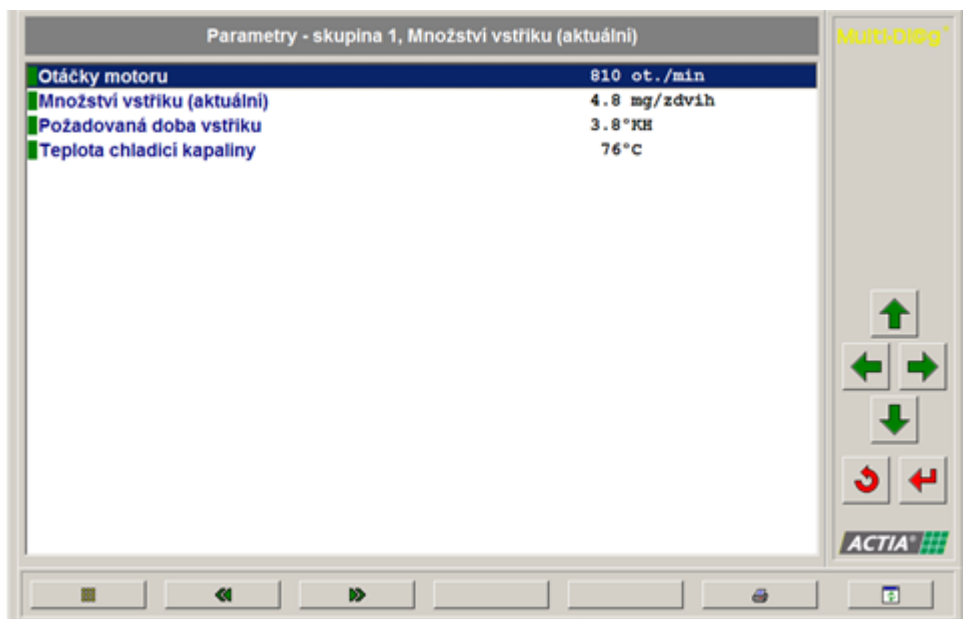 Parametry - skupina 1, Množství vstřiku (aktuální)
Multi-Di@g®
Otáčky motoru 810 ot./min
Množství vstřiku (aktuální) 4.8 mg/zdvih
Požadovaná doba vstřiku 3.8°KH
Teplota chladicí kapaliny 76°C
ACTIA®